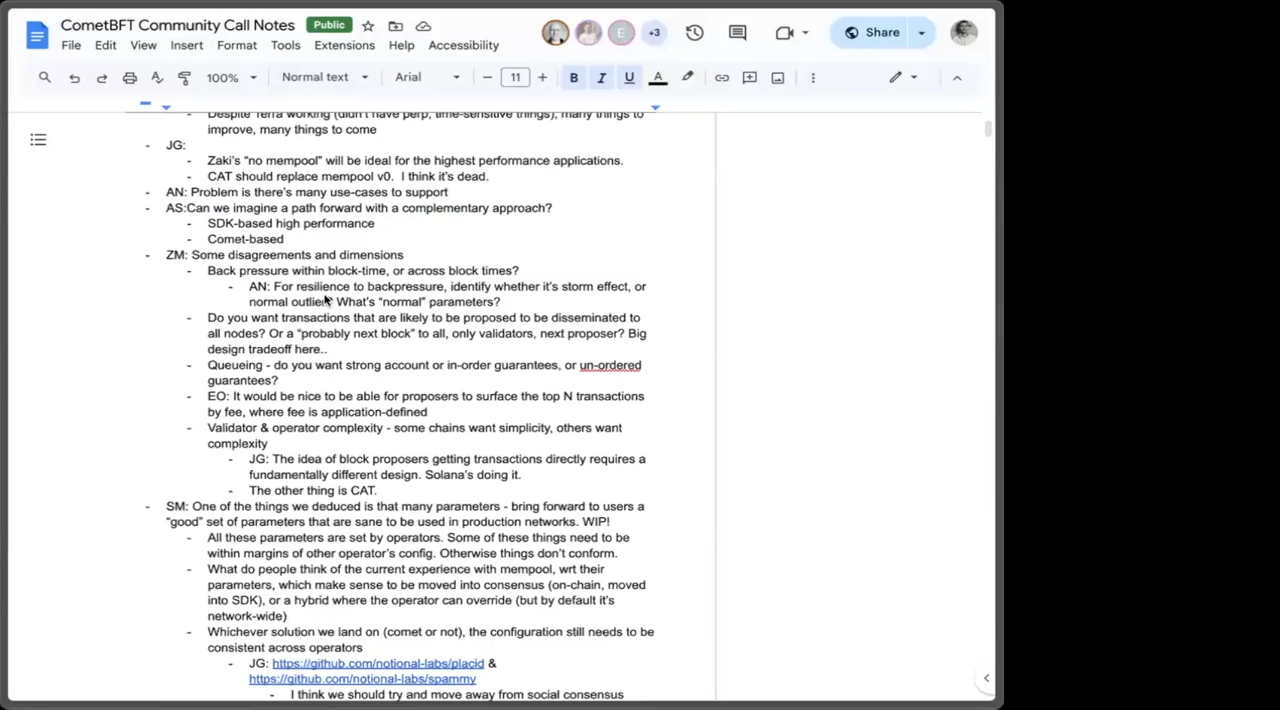 CometBFT Community Call Notes
Public
File Edit View Insert Format Tools Extensions Help Accessibility
E
+3
Share
100%
Normal text
Arial
11
B I U A
Despite Terra working (didn't have perp, time-sensitive things), many things to
improve, many things to come
- JG:
- Zaki's “no mempool” will be ideal for the highest performance applications.
- CAT should replace mempool v0. I think it's dead.
- AN: Problem is there's many use-cases to support
- AS:Can we imagine a path forward with a complementary approach?
- SDK-based high performance
- Comet-based
- ZM: Some disagreements and dimensions
- Back pressure within block-time, or across block times?
- AN: For resilience to backpressure, identify whether it's storm effect, or
normal outlier? What's “normal” parameters?
- Do you want transactions that are likely to be proposed to be disseminated to
all nodes? Or a “probably next block” to all, only validators, next proposer? Big
design tradeoff here..
- Queueing - do you want strong account or in-order guarantees, or un-ordered
guarantees?
- EO: It would be nice to be able for proposers to surface the top N transactions
by fee, where fee is application-defined
- Validator & operator complexity - some chains want simplicity, others want
complexity
- JG: The idea of block proposers getting transactions directly requires a
fundamentally different design. Solana's doing it.
- The other thing is CAT.
- SM: One of the things we deduced is that many parameters - bring forward to users a
“good” set of parameters that are sane to be used in production networks. WIP!
- All these parameters are set by operators. Some of these things need to be
within margins of other operator's config. Otherwise things don't conform.
- What do people think of the current experience with mempool, wrt their
parameters, which make sense to be moved into consensus (on-chain, moved
into SDK), or a hybrid where the operator can override (but by default it's
network-wide)
- Whichever solution we land on (comet or not), the configuration still needs to be
consistent across operators
- JG: https://github.com/notional-labs/placid &
https://github.com/notional-labs/spammy
- I think we should try and move away from social consensus